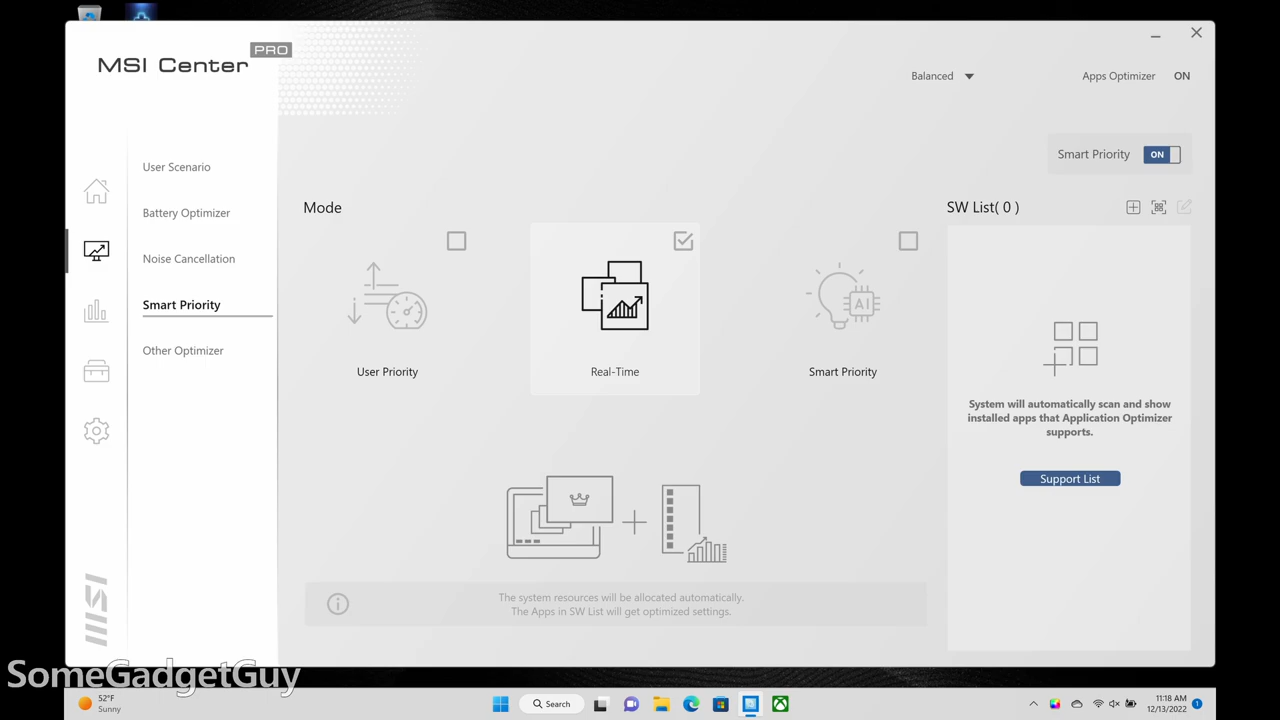 MSI Center
PRO
Balanced
Apps Optimizer ON
Smart Priority ON
User Scenario
Battery Optimizer
Noise Cancellation
Smart Priority
Other Optimizer
Mode
SW List( 0 )
User Priority
Real-Time
AI
Smart Priority
System will automatically scan and show
installed apps that Application Optimizer
supports.
Support List
The system resources will be allocated automatically.
The Apps in SW List will get optimized settings.
msi
SomeGadgetGuy
52°F
Sunny
Search
11:18 AM
12/13/2022
1